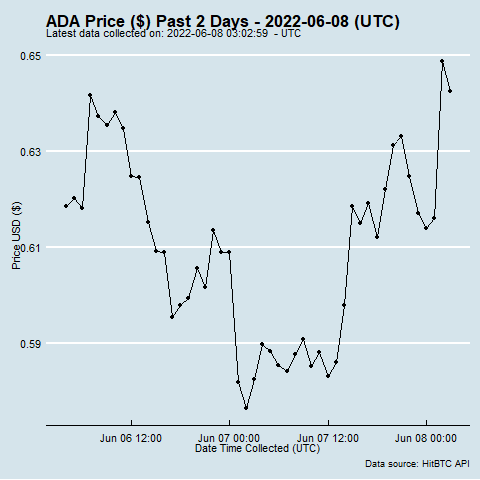 ADA Price ($) Past 2 Days - 2022-06-08 (UTC)
Latest data collected on: 2022-06-08 03:02:59 - UTC
0.65
0.63
0.61
0.59
Price USD ($)
Jun 06 12:00
Jun 07 00:00
Jun 07 12:00
Jun 08 00:00
Date Time Collected (UTC)
Data source: HitBTC API